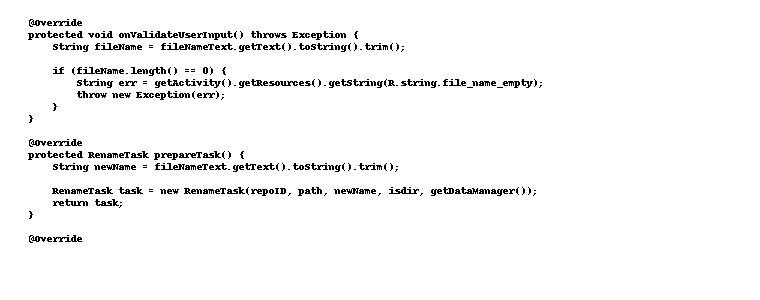 @Override
protected void onValidateUserInput() throws Exception {
    String fileName = fileNameText.getText().toString().trim();

    if (fileName.length() == 0) {
        String err = getActivity().getResources().getString(R.string.file_name_empty);
        throw new Exception(err);
    }
}

@Override
protected RenameTask prepareTask() {
    String newName = fileNameText.getText().toString().trim();

    RenameTask task = new RenameTask(repoID, path, newName, isdir, getDataManager());
    return task;
}

@Override